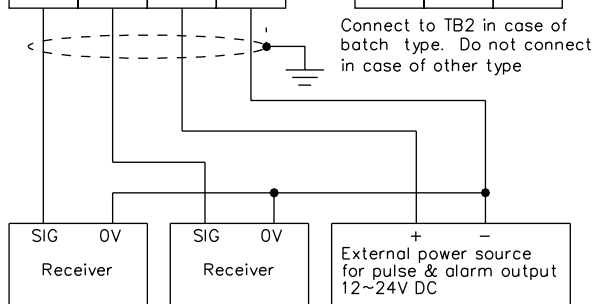 Connect to TB2 in case of
batch type. Do not connect
in case of other type
SIG 0V
Receiver
SIG 0V
Receiver
+ −
External power source
for pulse & alarm output
12~24V DC